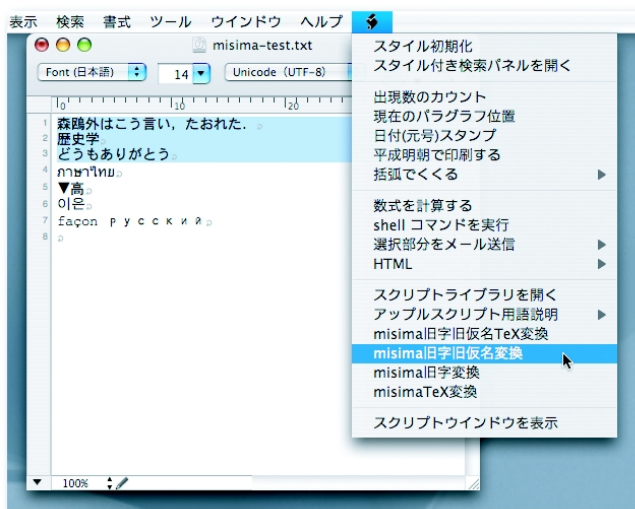 表示 検索 書式 ツール ウインドウ ヘルプ
misima-test.txt
Font (日本語) 14 Unicode (UTF-8)
0 10 20
1 森鷗外はこう言い，たおれた．
2 歴史学
3 どうもありがとう
4 ภาษาไทย
5 ▼高
6 이은
7 façon русский
8
100%
スタイル初期化
スタイル付き検索パネルを開く
出現数のカウント
現在のパラグラフ位置
日付(元号)スタンプ
平成明朝で印刷する
括弧でくくる
数式を計算する
shell コマンドを実行
選択部分をメール送信
HTML
スクリプトライブラリを開く
アップルスクリプト用語説明
misima旧字旧仮名TeX変換
misima旧字旧仮名変換
misima旧字変換
misimaTeX変換
スクリプトウインドウを表示